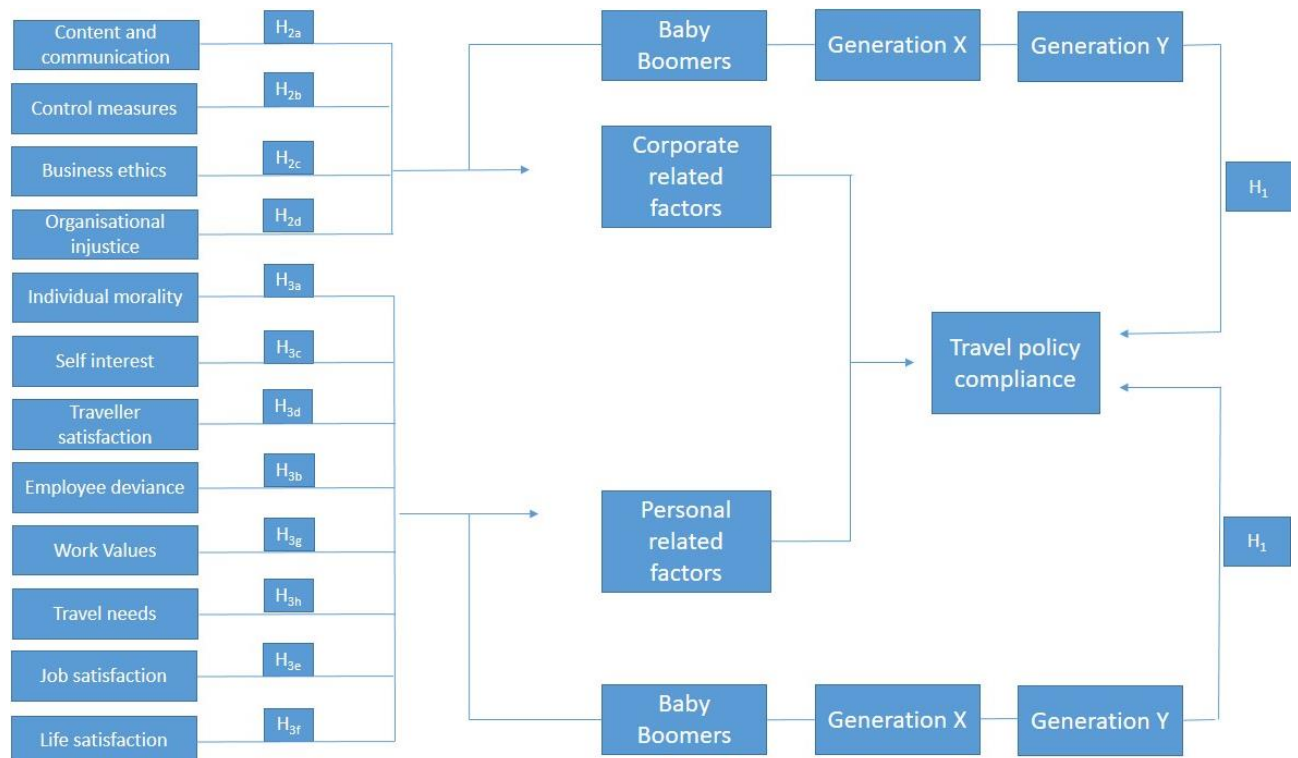 Content and
communication
H2a
Control measures
H2b
Business ethics
H2c
Organisational
injustice
H2d
Individual morality
H3a
Self interest
H3c
Traveller
satisfaction
H3d
Employee deviance
H3b
Work Values
H3g
Travel needs
H3h
Job satisfaction
H3e
Life satisfaction
H3f
Baby
Boomers
Generation X
Generation Y
Corporate
related
factors
H1
Travel policy
compliance
Personal
related
factors
H1
Baby
Boomers
Generation X
Generation Y